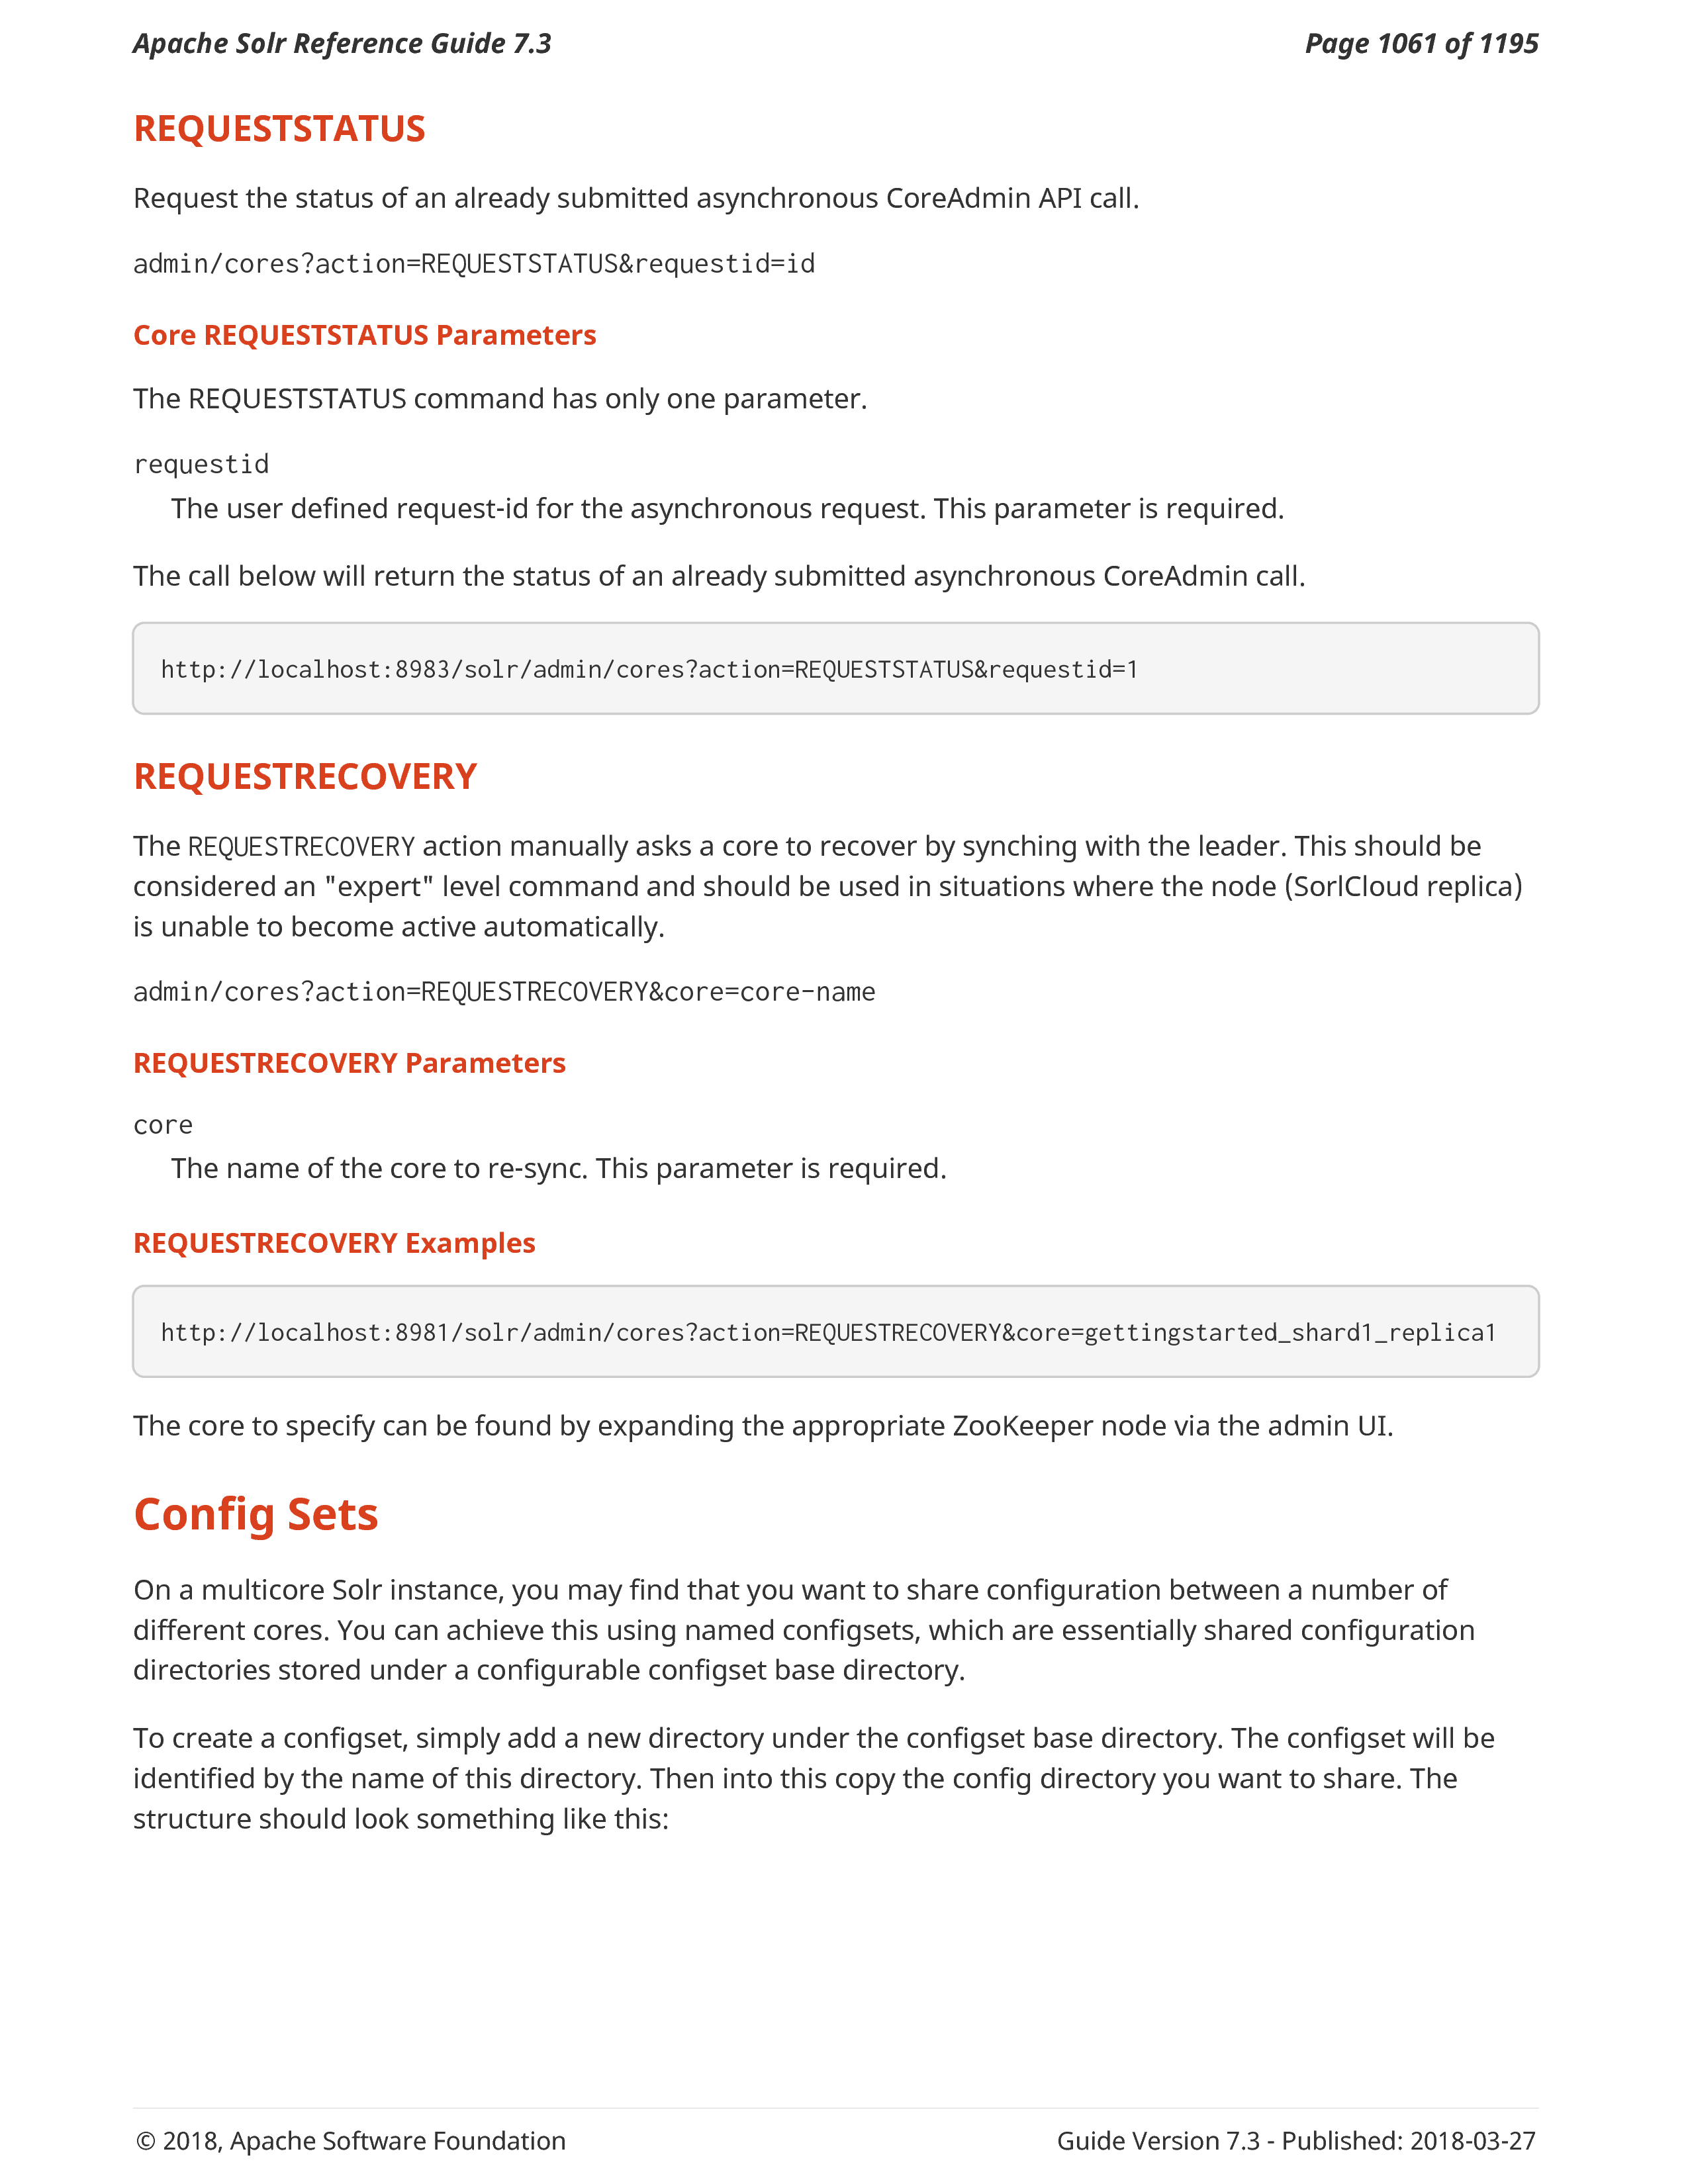 Apache Solr Reference Guide 7.3
Page 1061 of 1195
REQUESTSTATUS
Request the status of an already submitted asynchronous CoreAdmin API call.
admin/cores?action=REQUESTSTATUS&requestid=id
Core REQUESTSTATUS Parameters
The REQUESTSTATUS command has only one parameter.
requestid
The user defined request-id for the asynchronous request. This parameter is required.
The call below will return the status of an already submitted asynchronous CoreAdmin call.
http://localhost:8983/solr/admin/cores?action=REQUESTSTATUS&requestid=1
REQUESTRECOVERY
The REQUESTRECOVERY action manually asks a core to recover by synching with the leader. This should be
considered an "expert" level command and should be used in situations where the node (SorlCloud replica)
is unable to become active automatically.
admin/cores?action=REQUESTRECOVERY&core=core-name
REQUESTRECOVERY Parameters
core
The name of the core to re-sync. This parameter is required.
REQUESTRECOVERY Examples
http://localhost:8981/solr/admin/cores?action=REQUESTRECOVERY&core=gettingstarted_shard1_replica1
The core to specify can be found by expanding the appropriate ZooKeeper node via the admin UI.
Config Sets
On a multicore Solr instance, you may find that you want to share configuration between a number of
different cores. You can achieve this using named configsets, which are essentially shared configuration
directories stored under a configurable configset base directory.
To create a configset, simply add a new directory under the configset base directory. The configset will be
identified by the name of this directory. Then into this copy the config directory you want to share. The
structure should look something like this:
© 2018, Apache Software Foundation
Guide Version 7.3 - Published: 2018-03-27